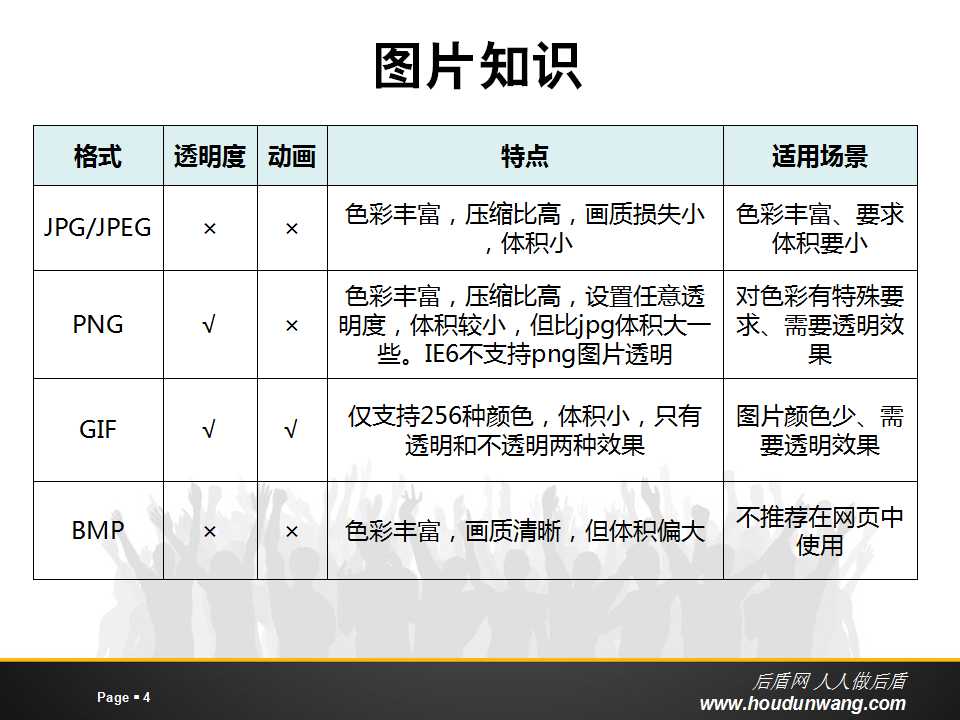 图片知识
格式 透明度 动画 特点 适用场景
JPG/JPEG × × 色彩丰富，压缩比高，画质损失小
，体积小 色彩丰富、要求
体积要小
PNG √ × 色彩丰富，压缩比高，设置任意透
明度，体积较小，但比jpg体积大一
些。IE6不支持png图片透明 对色彩有特殊要
求、需要透明效
果
GIF √ √ 仅支持256种颜色，体积小，只有
透明和不透明两种效果 图片颜色少、需
要透明效果
BMP × × 色彩丰富，画质清晰，但体积偏大 不推荐在网页中
使用
Page ▪ 4
后盾网 人人做后盾
www.houdunwang.com